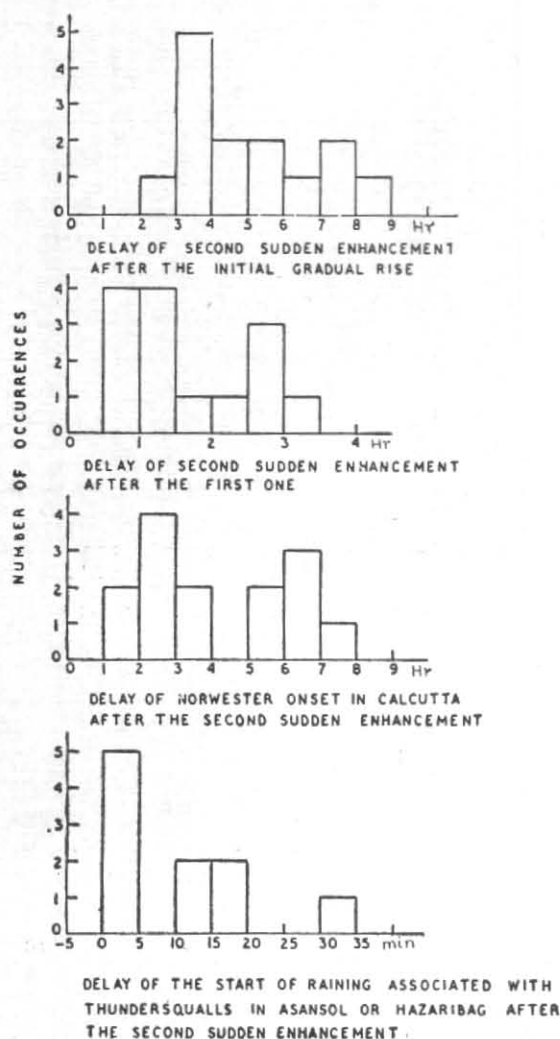 NUMBER OF OCCURRENCES
5
4
3
2
1
0
0 1 2 3 4 5 6 7 8 9 Hr
DELAY OF SECOND SUDDEN ENHANCEMENT
AFTER THE INITIAL GRADUAL RISE
4
3
2
1
0
0 1 2 3 4 Hr
DELAY OF SECOND SUDDEN ENHANCEMENT
AFTER THE FIRST ONE
4
3
2
1
0
0 1 2 3 4 5 6 7 8 9 Hr
DELAY OF NORWESTER ONSET IN CALCUTTA
AFTER THE SECOND SUDDEN ENHANCEMENT
5
4
3
2
1
0
-5 0 5 10 15 20 25 30 35 min
DELAY OF THE START OF RAINING ASSOCIATED WITH
THUNDERSQUALLS IN ASANSOL OR HAZARIBAG AFTER
THE SECOND SUDDEN ENHANCEMENT.